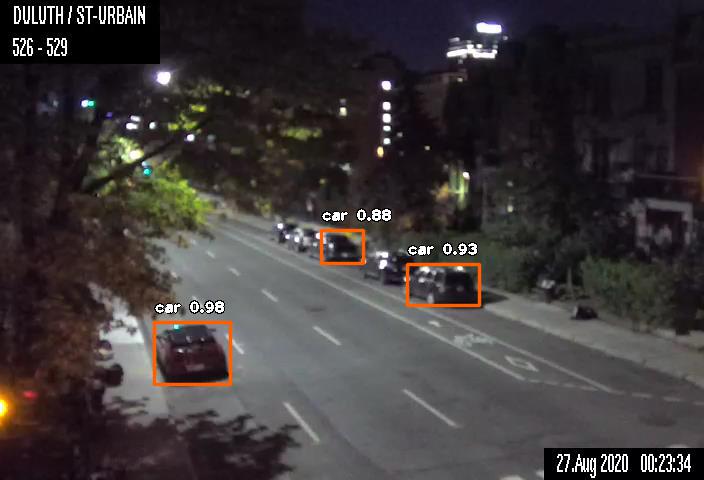 DULUTH / ST-URBAIN
526 - 529
car 0.88
car 0.93
car 0.98
27.Aug 2020 00:23:34